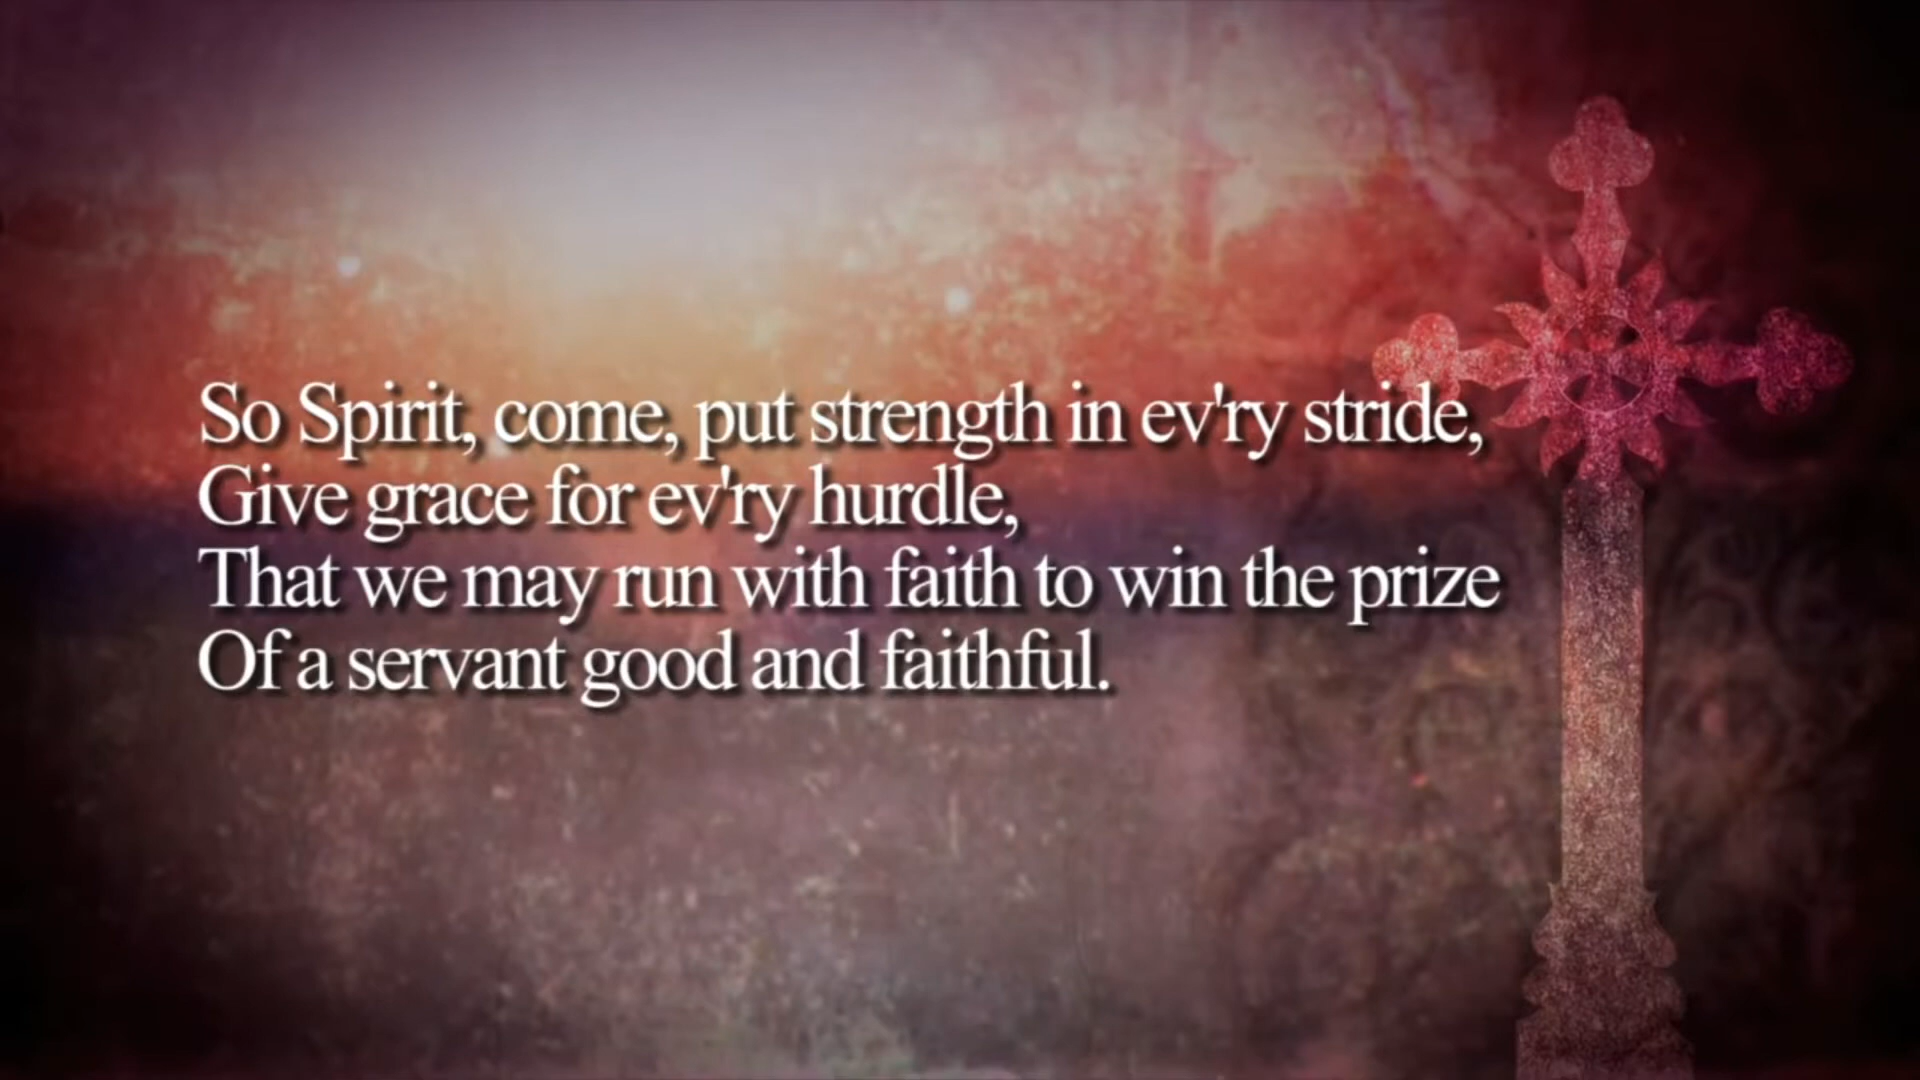 So Spirit, come, put strength in ev'ry stride,
Give grace for ev'ry hurdle,
That we may run with faith to win the prize
Of a servant good and faithful.